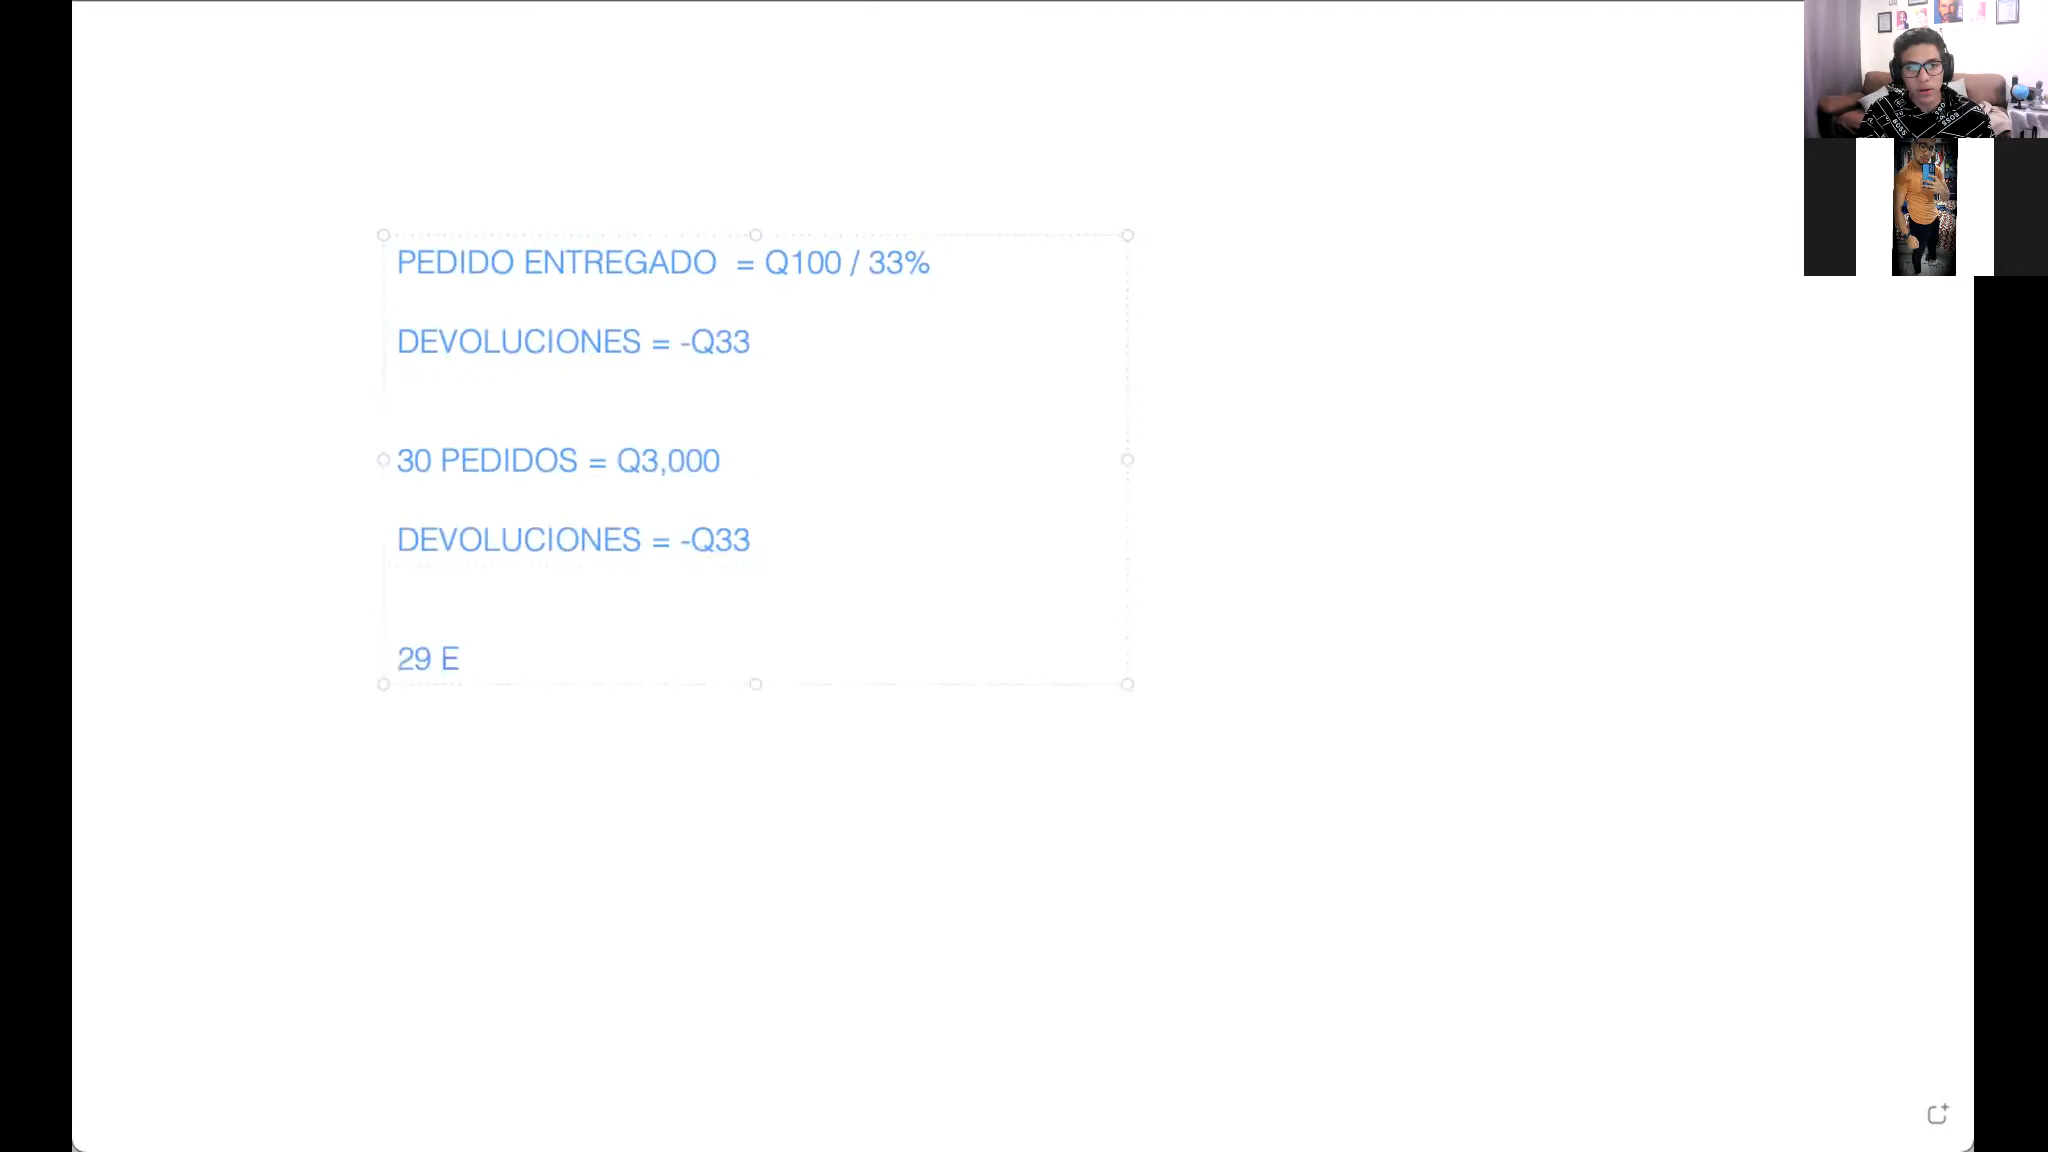 PEDIDO ENTREGADO = Q100 / 33%
DEVOLUCIONES = -Q33
30 PEDIDOS = Q3,000
DEVOLUCIONES = -Q33
29 E